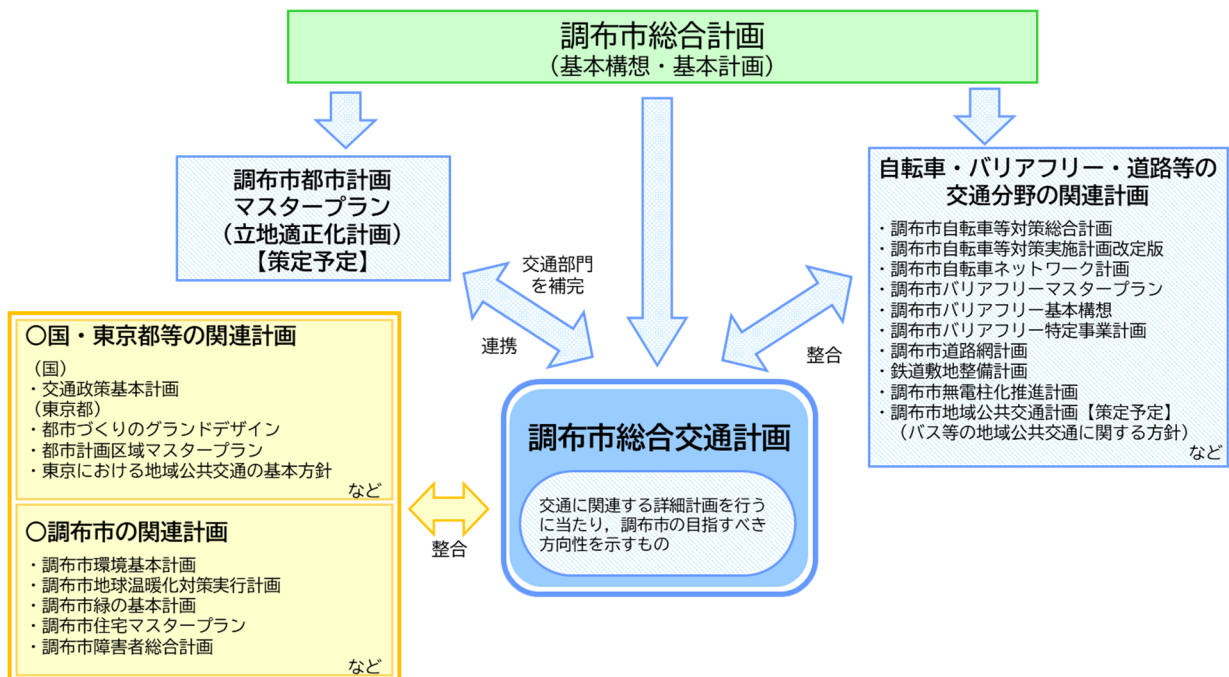 調布市総合計画
（基本構想・基本計画）
調布市都市計画
マスタープラン
（立地適正化計画）
【策定予定】
交通部門
を補完
連携
整合
自転車・バリアフリー・道路等の
交通分野の関連計画
・調布市自転車等対策総合計画
・調布市自転車等対策実施計画改定版
・調布市自転車ネットワーク計画
・調布市バリアフリーマスタープラン
・調布市バリアフリー基本構想
・調布市バリアフリー特定事業計画
・調布市道路網計画
・鉄道敷地整備計画
・調布市無電柱化推進計画
・調布市地域公共交通計画【策定予定】
（バス等の地域公共交通に関する方針）
など
〇国・東京都等の関連計画
（国）
・交通政策基本計画
（東京都）
・都市づくりのグランドデザイン
・都市計画区域マスタープラン
・東京における地域公共交通の基本方針
など
〇調布市の関連計画
・調布市環境基本計画
・調布市地球温暖化対策実行計画
・調布市緑の基本計画
・調布市住宅マスタープラン
・調布市障害者総合計画
など
整合
調布市総合交通計画
交通に関連する詳細計画を行う
に当たり，調布市の目指すべき
方向性を示すもの